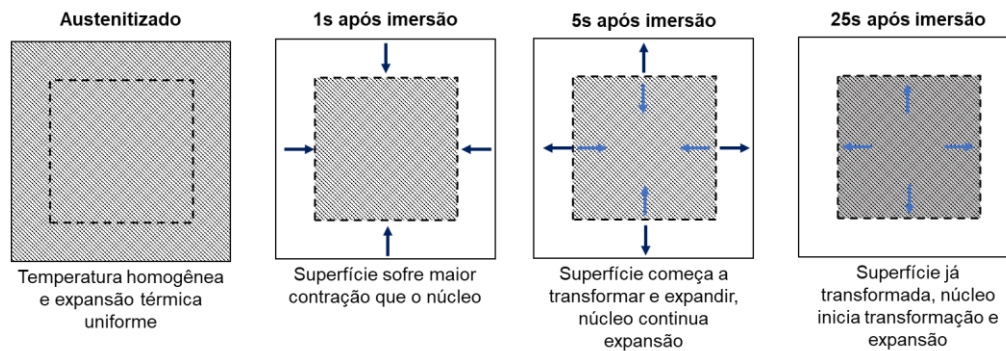 Austenitizado
1s após imersão
5s após imersão
25s após imersão
Temperatura homogênea
e expansão térmica
uniforme
Superfície sofre maior
contração que o núcleo
Superfície começa a
transformar e expandir,
núcleo continua
expansão
Superfície já
transformada, núcleo
inicia transformação e
expansão